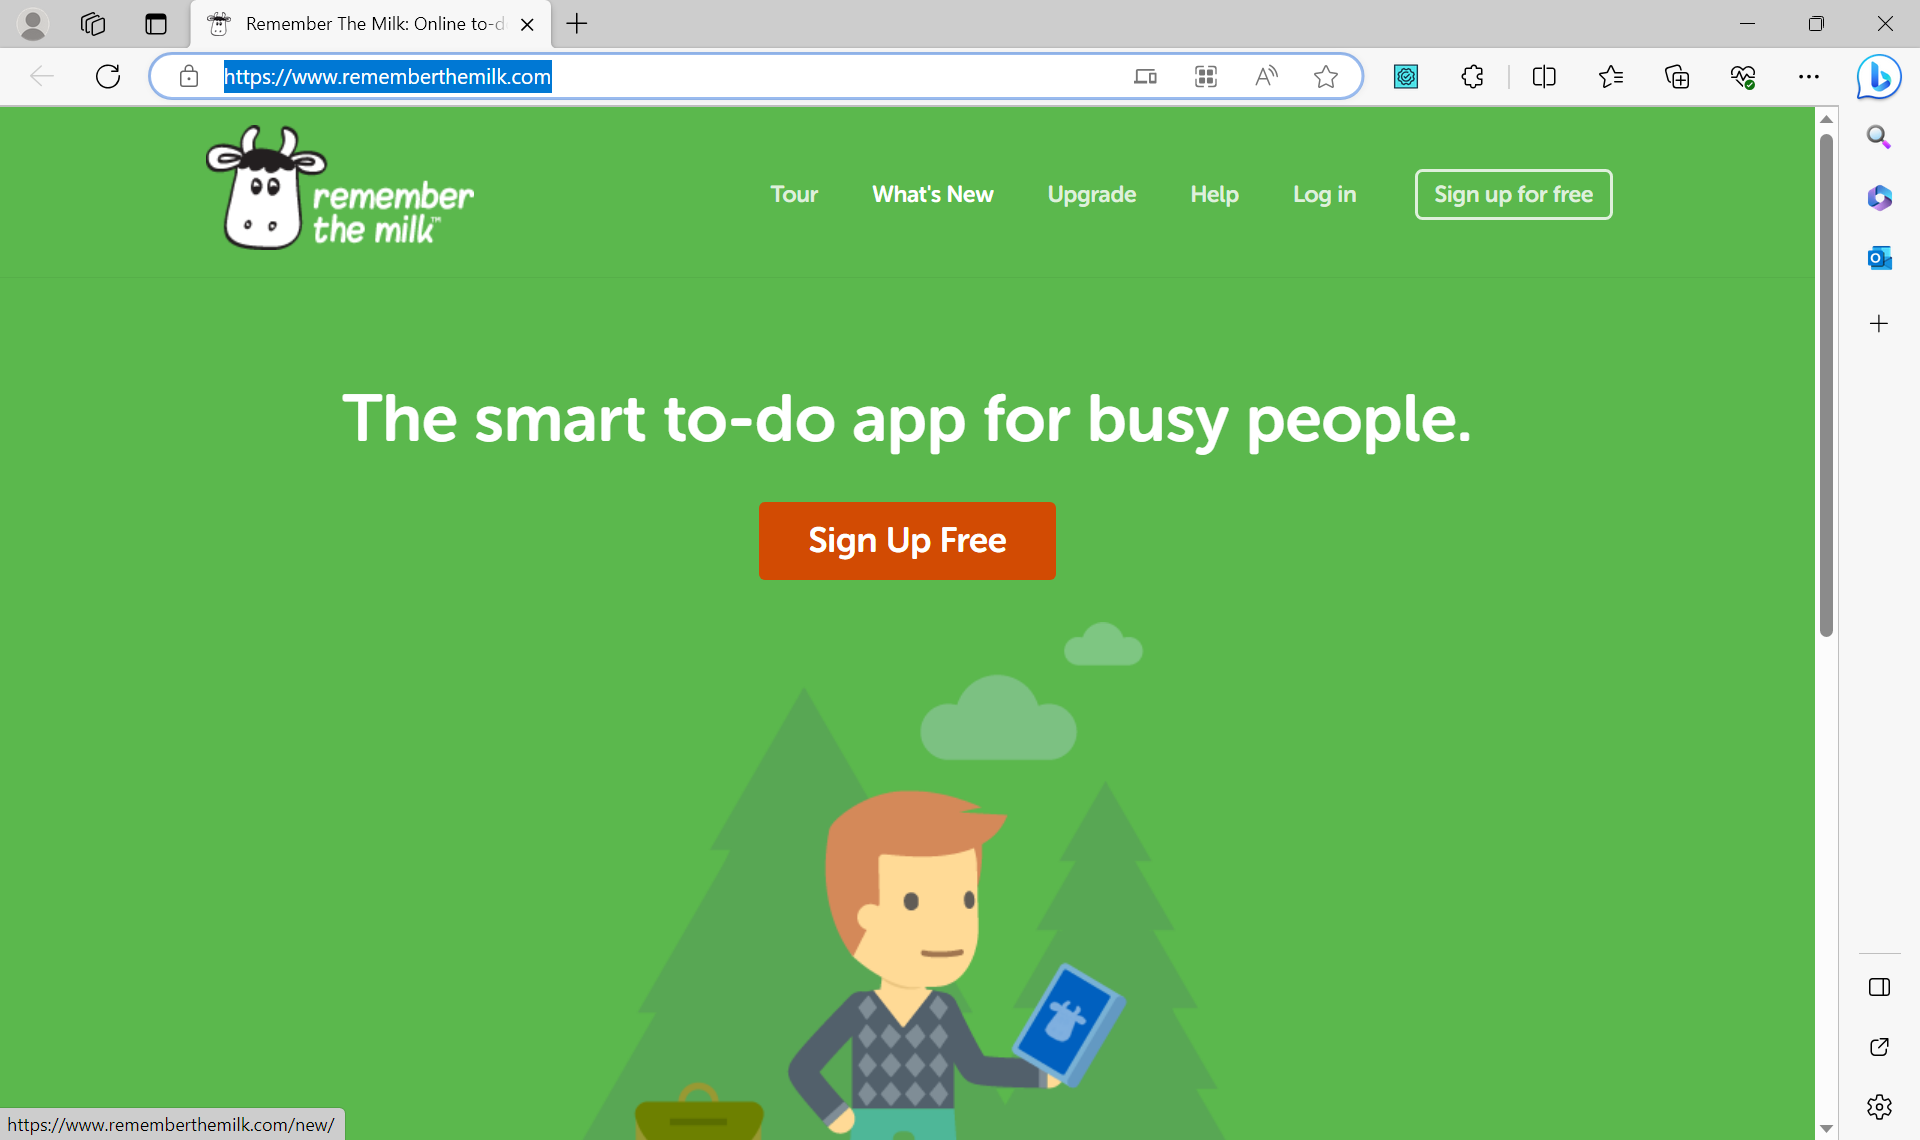 Remember The Milk: Online to-d
https://www.rememberthemilk.com
remember
the milk™
Tour
What's New
Upgrade
Help
Log in
Sign up for free
The smart to-do app for busy people.
Sign Up Free
https://www.rememberthemilk.com/new/